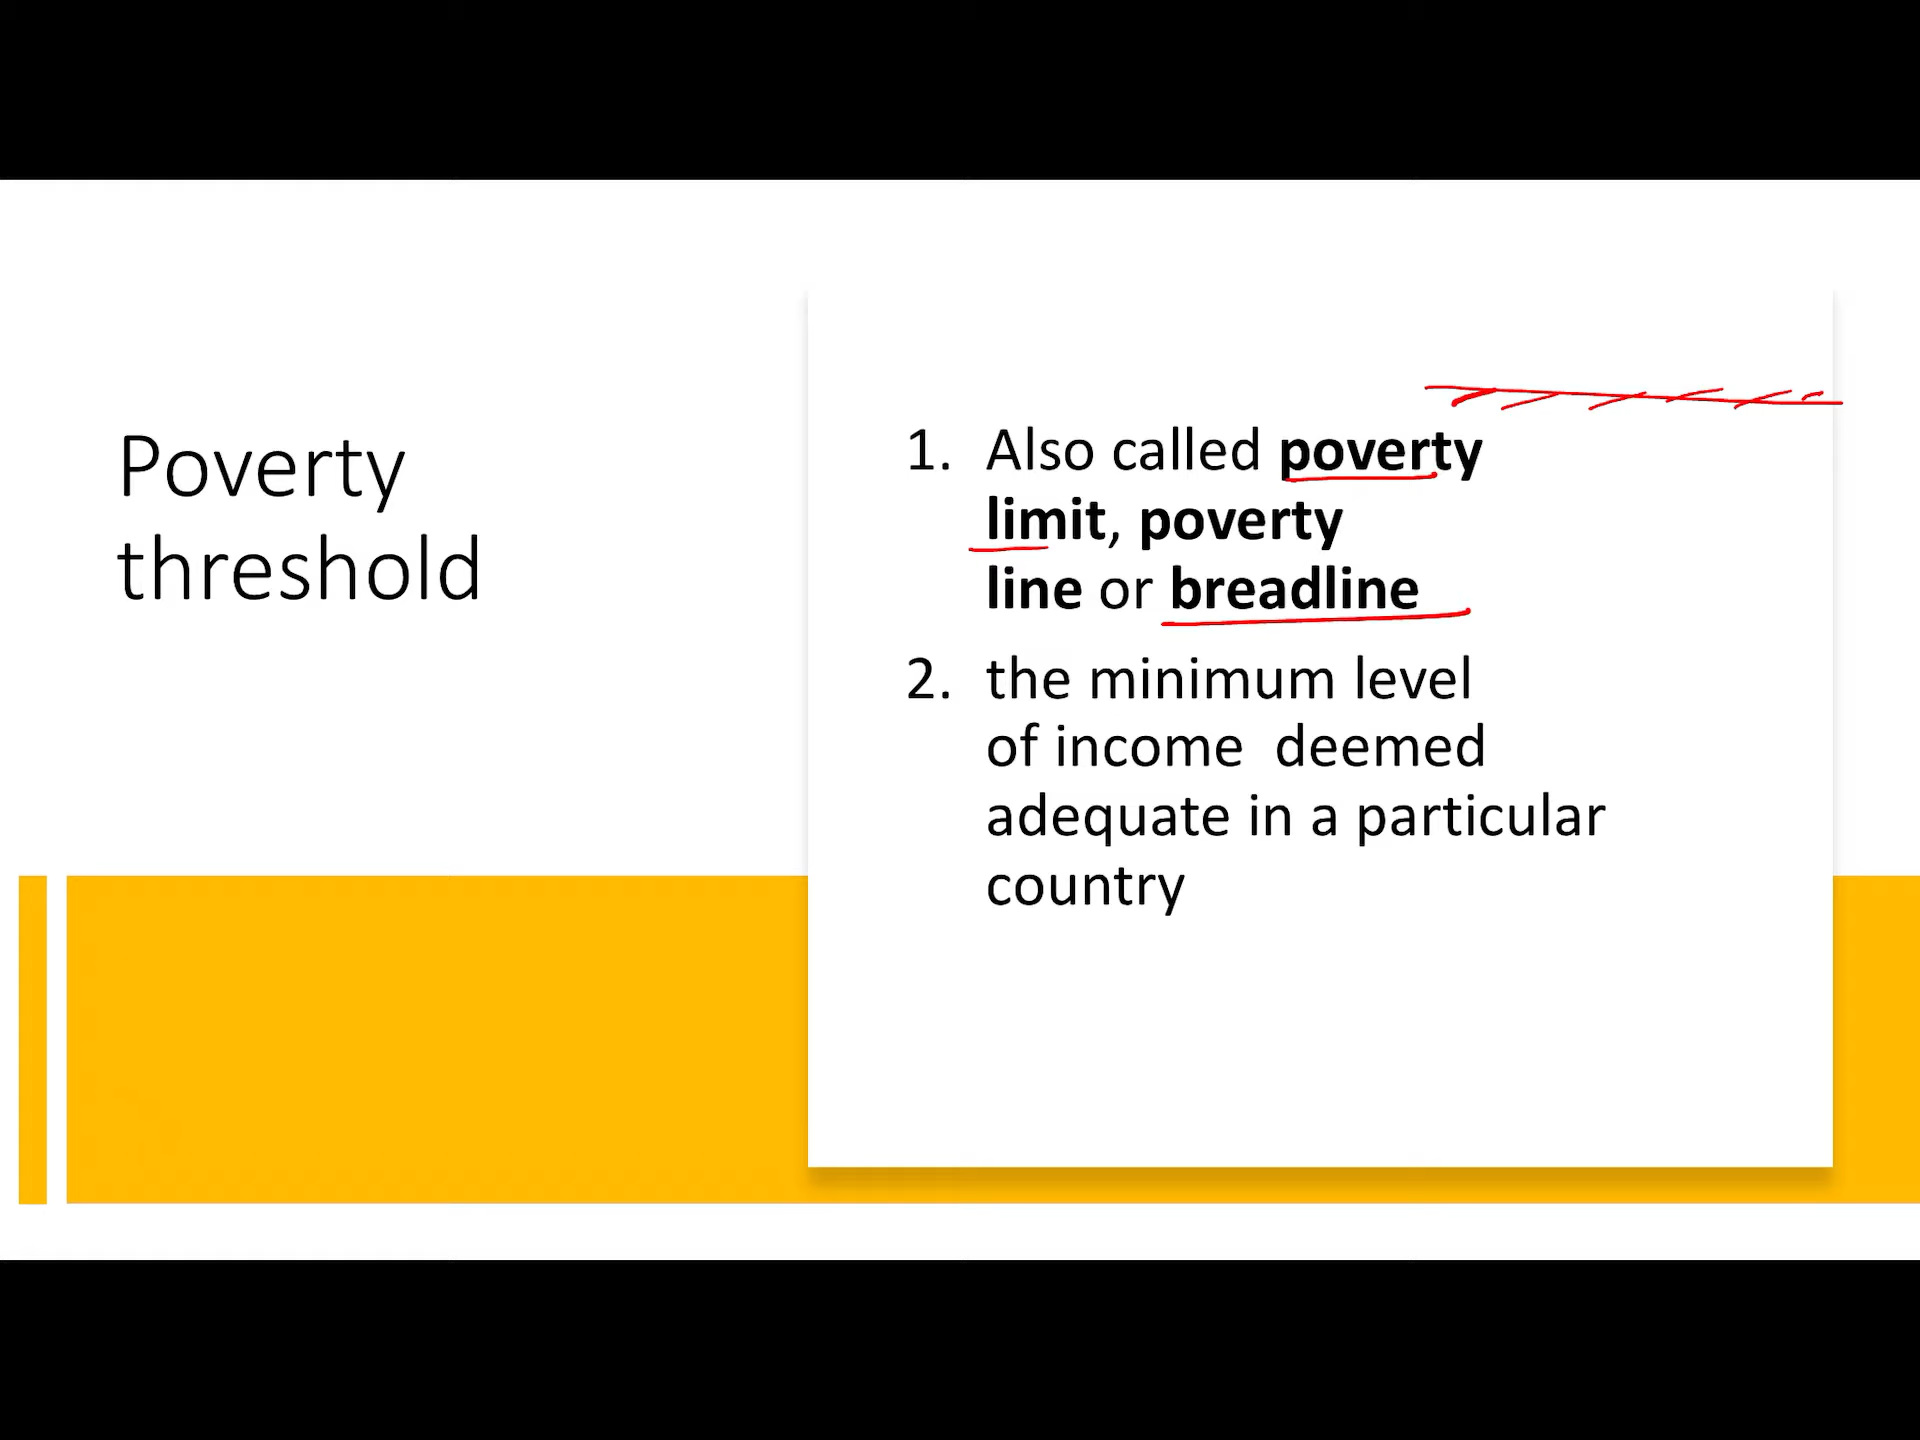 Poverty
threshold
1. Also called poverty
limit, poverty
line or breadline
2. the minimum level
of income  deemed
adequate in a particular
country